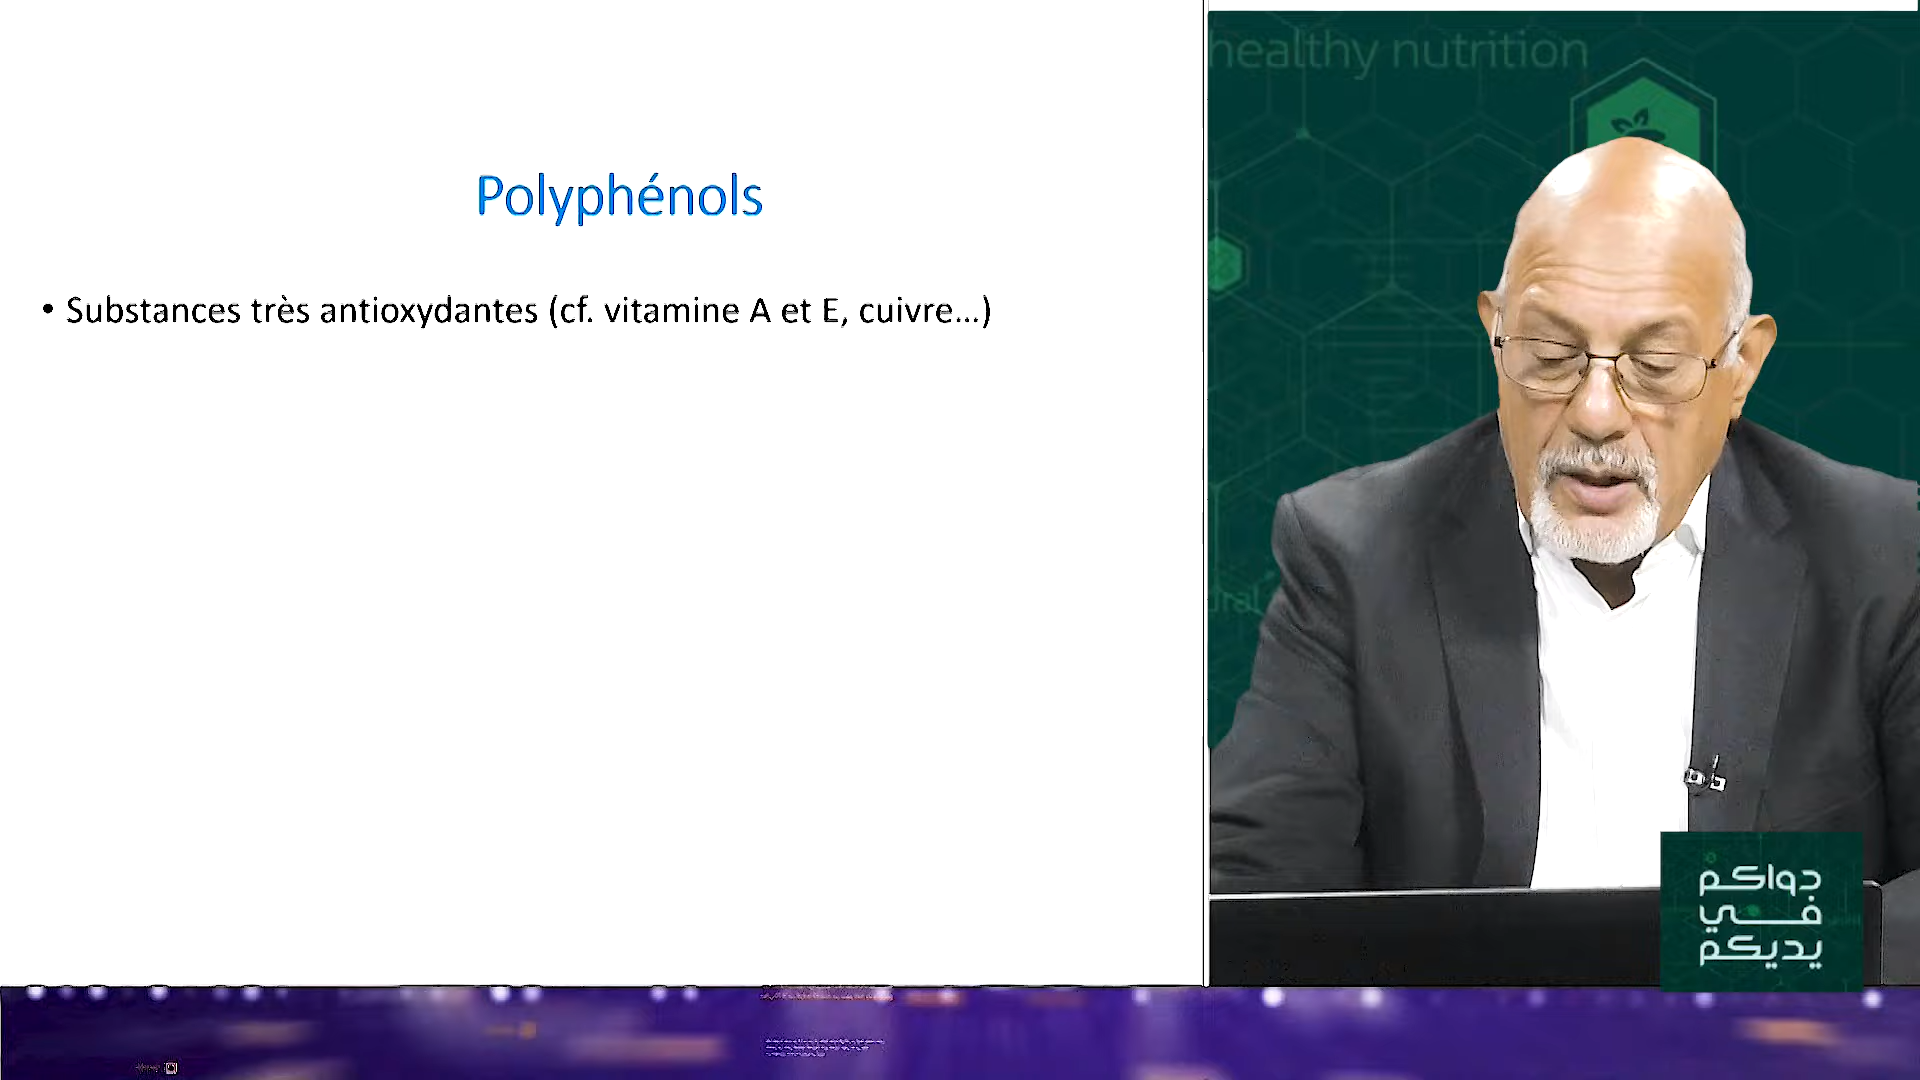 Polyphénols
• Substances très antioxydantes (cf. vitamine A et E, cuivre…)
healthy nutrition
دواكم
في
يديكم